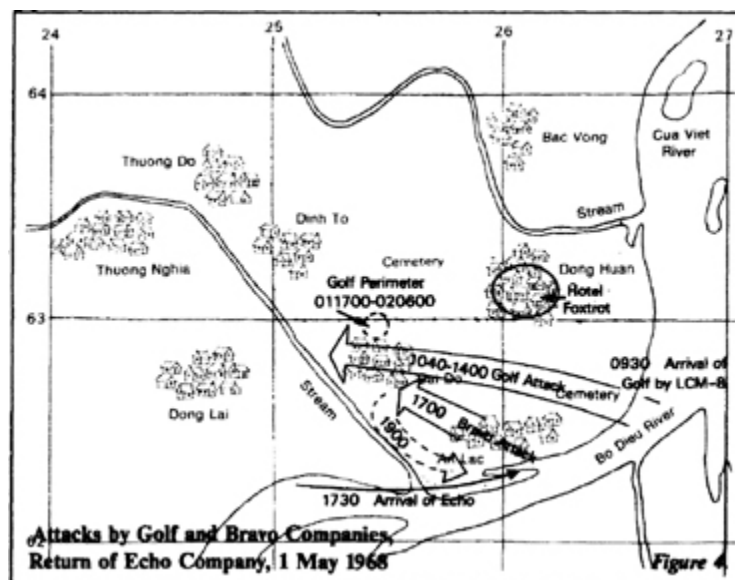 24
25
26
27
64
Bac Vong
Cua Viet
River
Thuong Do
Stream
Dinh To
Thuong Nghia
Cemetery
Dong Huan
Golf Perimeter
011700-020600
Hotel
Foxtrot
63
1040-1400 Golf Attack
0930 Arrival of
Golf by LCM-8
Dai Do
Cemetery
Dong Lai
Stream
1700 Bravo Attack
1900
An Lac
Bo Dieu River
1730 Arrival of Echo
62
Attacks by Golf and Bravo Companies,
Return of Echo Company, 1 May 1968
Figure 4.